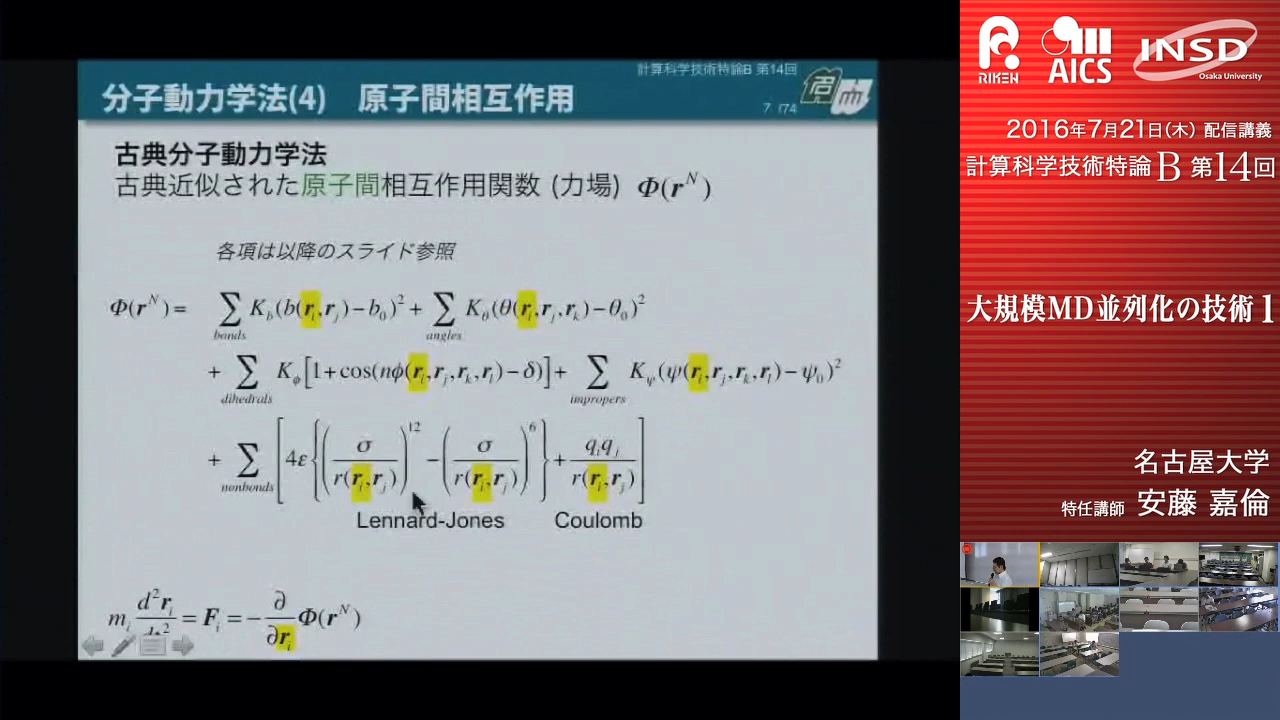 計算科学技術特論B 第14回
分子動力学法(4) 原子間相互作用
7 /74
古典分子動力学法
古典近似された原子間相互作用関数 (力場) Φ(r^N)
各項は以降のスライド参照
Φ(r^N) = ∑_bonds K_b(b(r_i,r_j)−b_0)^2 + ∑_angles K_θ(θ(r_i,r_j,r_k)−θ_0)^2
+ ∑_dihedrals K_ϕ[1+cos(nϕ(r_i,r_j,r_k,r_l)−δ)] + ∑_impropers K_ψ(ψ(r_i,r_j,r_k,r_l)−ψ_0)^2
+ ∑_nonbonds [4ε{(σ/r(r_i,r_j))^12 − (σ/r(r_i,r_j))^6} + q_i q_j/r(r_i,r_j)]
Lennard-Jones Coulomb
m_i d^2r_i/dt^2 = F_i = −∂/∂r_i Φ(r^N)
RIKEN
AICS
INSD
Osaka University
2016年7月21日(木) 配信講義
計算科学技術特論 B 第14回
大規模MD並列化の技術1
名古屋大学
特任講師 安藤 嘉倫